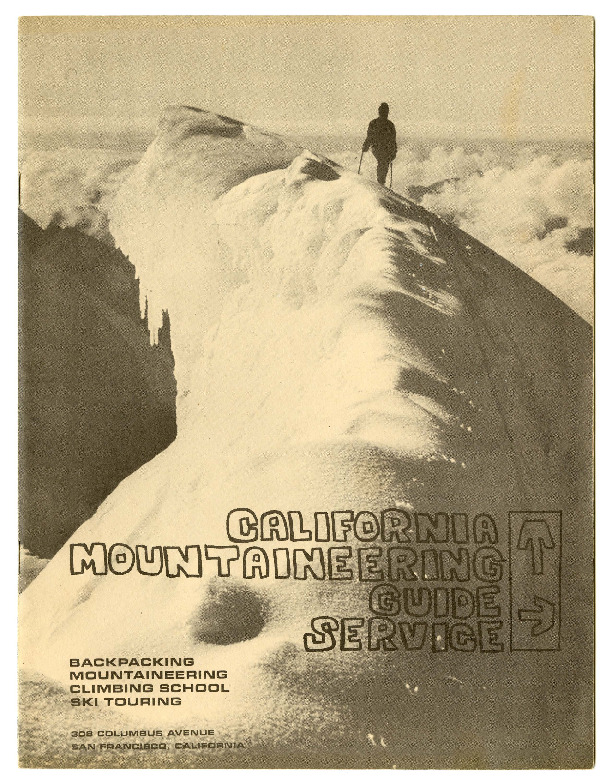 CALIFORNIA
MOUNTAINEERING
GUIDE
SERVICE
BACKPACKING
MOUNTAINEERING
CLIMBING SCHOOL
SKI TOURING
308 COLUMBUS AVENUE
SAN FRANCISCO, CALIFORNIA